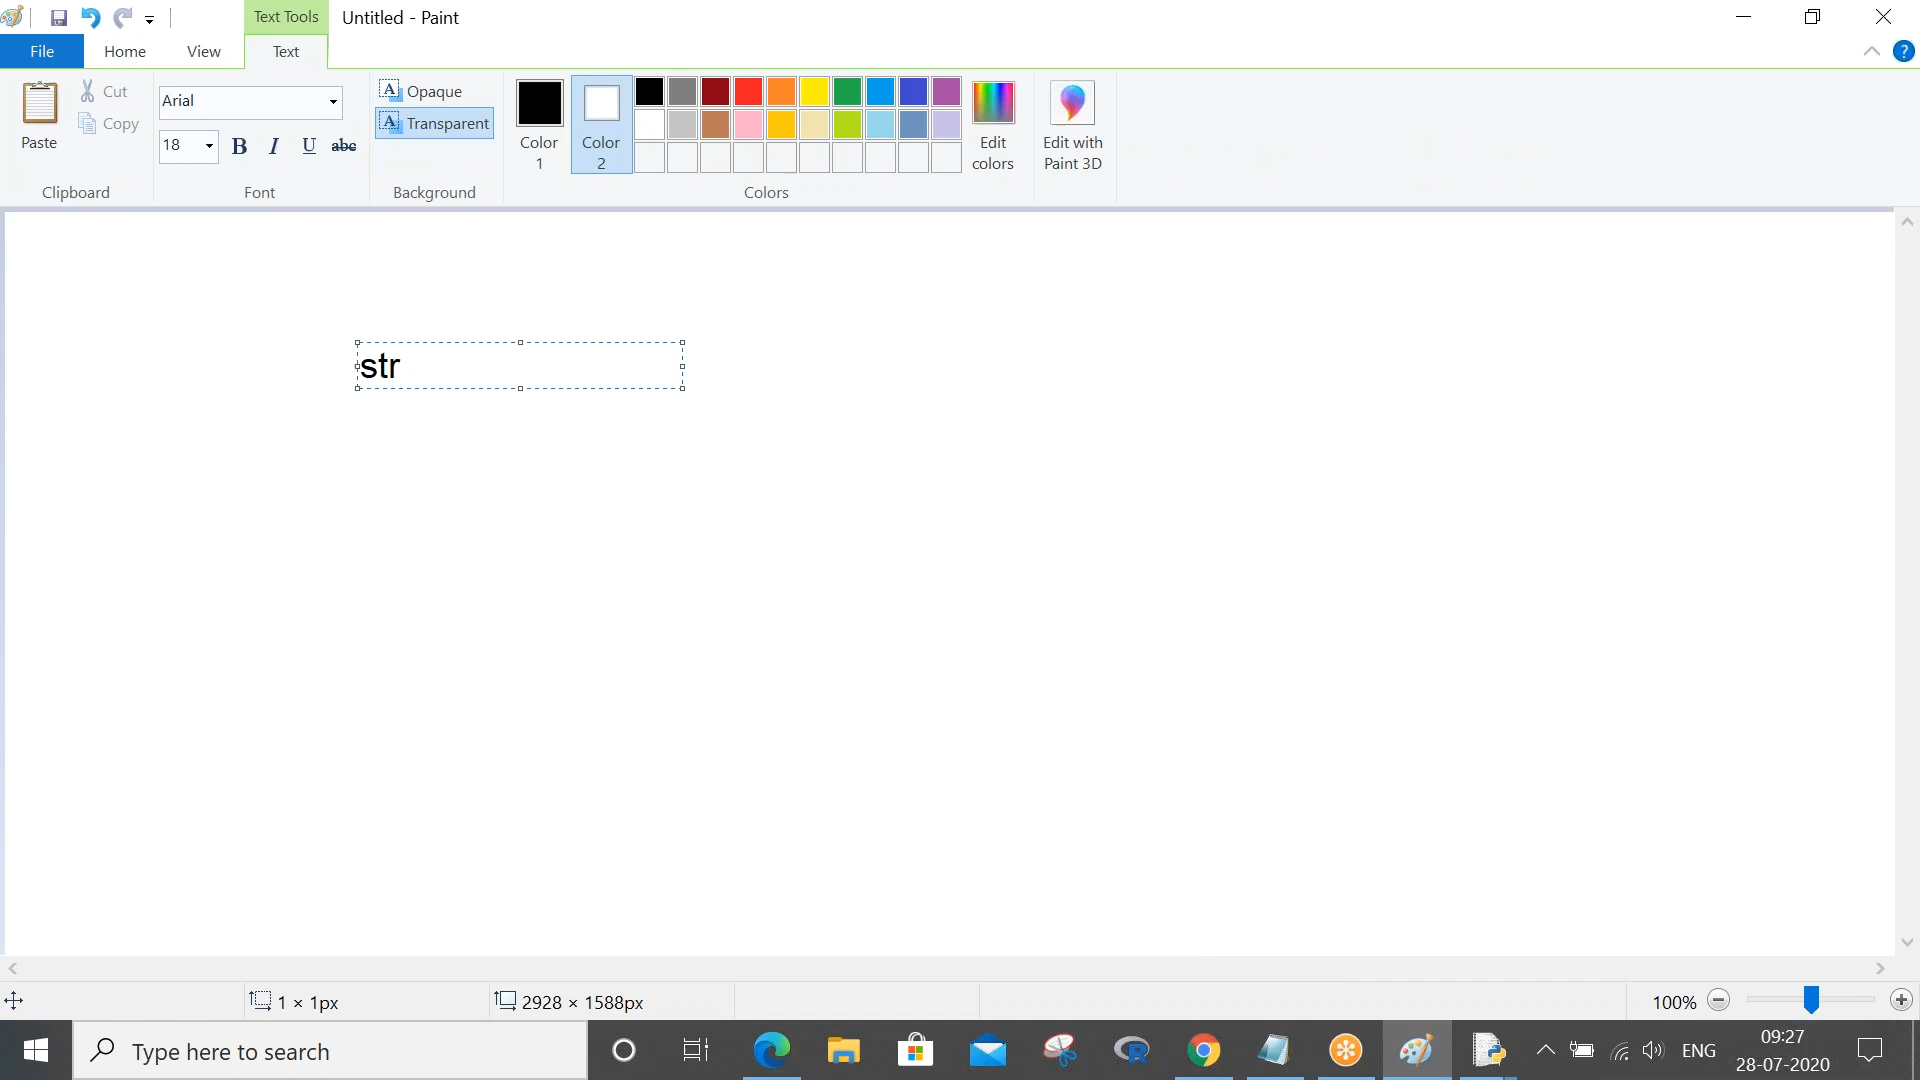 Text Tools
Untitled - Paint
File
Home
View
Text
Paste
Cut
Copy
Clipboard
Arial
18
B
I
U
abc
Font
A Opaque
A Transparent
Background
Color
1
Color
2
Edit
colors
Colors
Edit with
Paint 3D
str
1 × 1px
2928 × 1588px
100%
Type here to search
ENG
09:27
28-07-2020